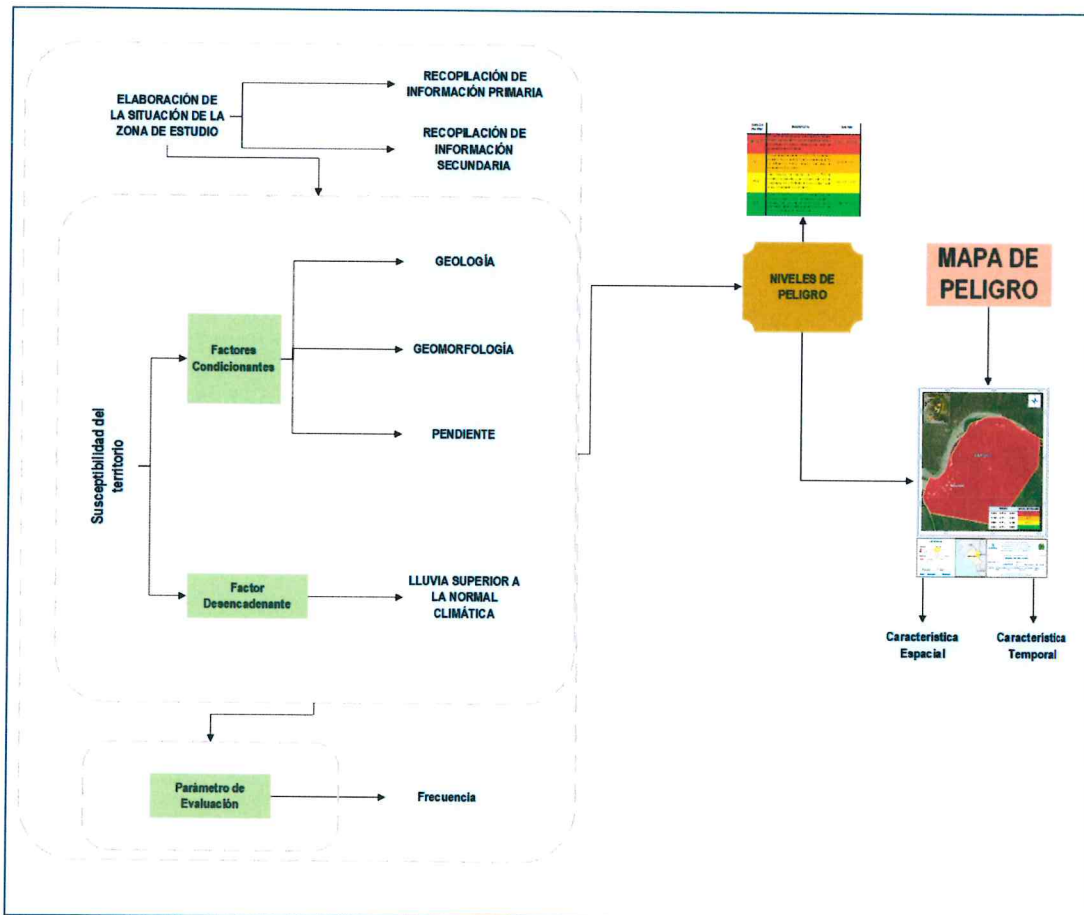 RECOPILACIÓN DE
INFORMACIÓN PRIMARIA
ELABORACIÓN DE
LA SITUACIÓN DE LA
ZONA DE ESTUDIO
RECOPILACIÓN DE
INFORMACIÓN
SECUNDARIA
Susceptibilidad del
territorio
Factores
Condicionantes
GEOLOGÍA
GEOMORFOLOGÍA
PENDIENTE
Factor
Desencadenante
LLUVIA SUPERIOR A
LA NORMAL
CLIMÁTICA
Parámetro de
Evaluación
Frecuencia
NIVELES DE
PELIGRO
MAPA DE
PELIGRO
Característica
Espacial
Característica
Temporal